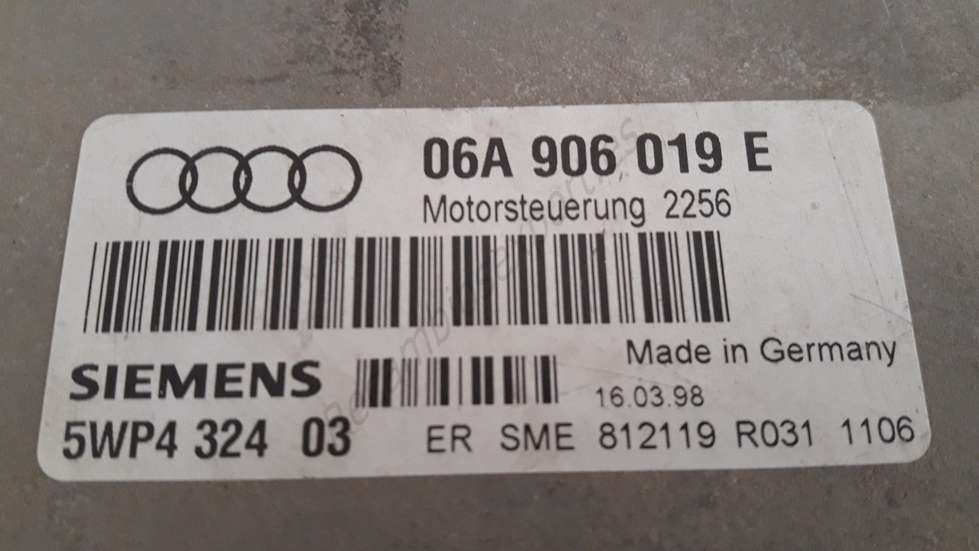 06A 906 019 E
Motorsteuerung 2256
Made in Germany
SIEMENS
16.03.98
5WP4 324 03 ER SME 812119 R031 1106